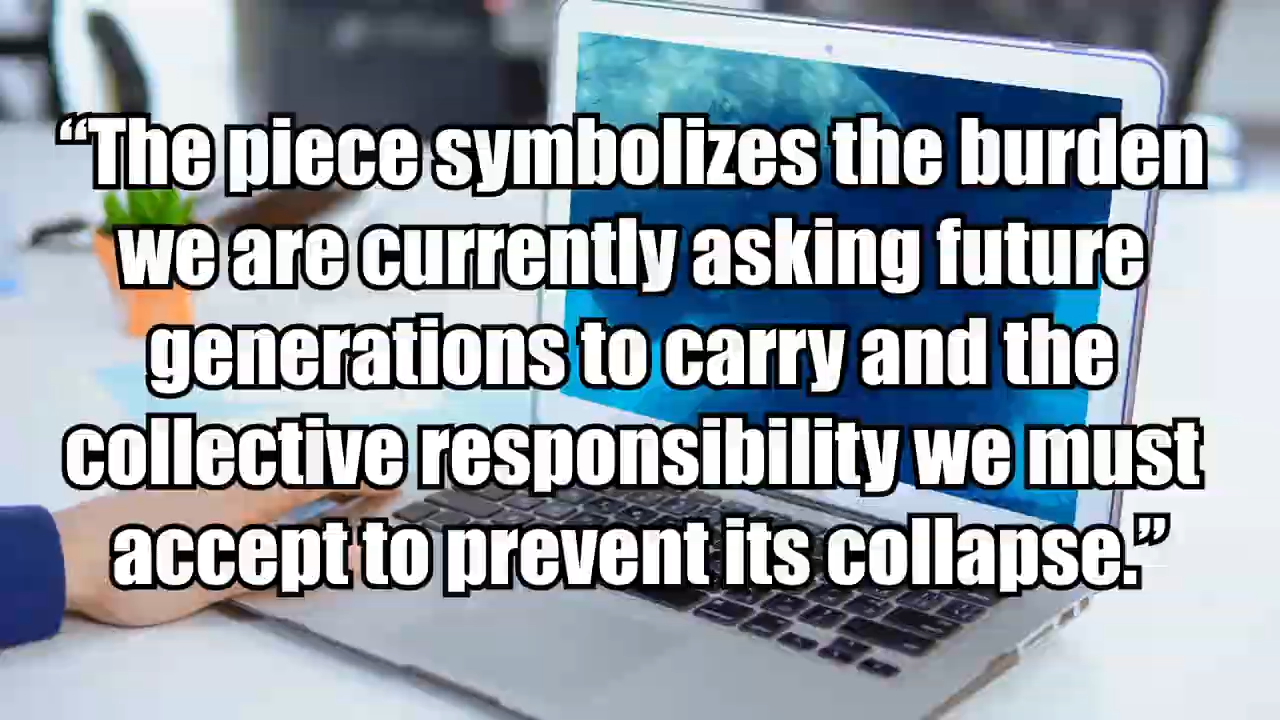 “The piece symbolizes the burden
we are currently asking future
generations to carry and the
collective responsibility we must
accept to prevent its collapse.”